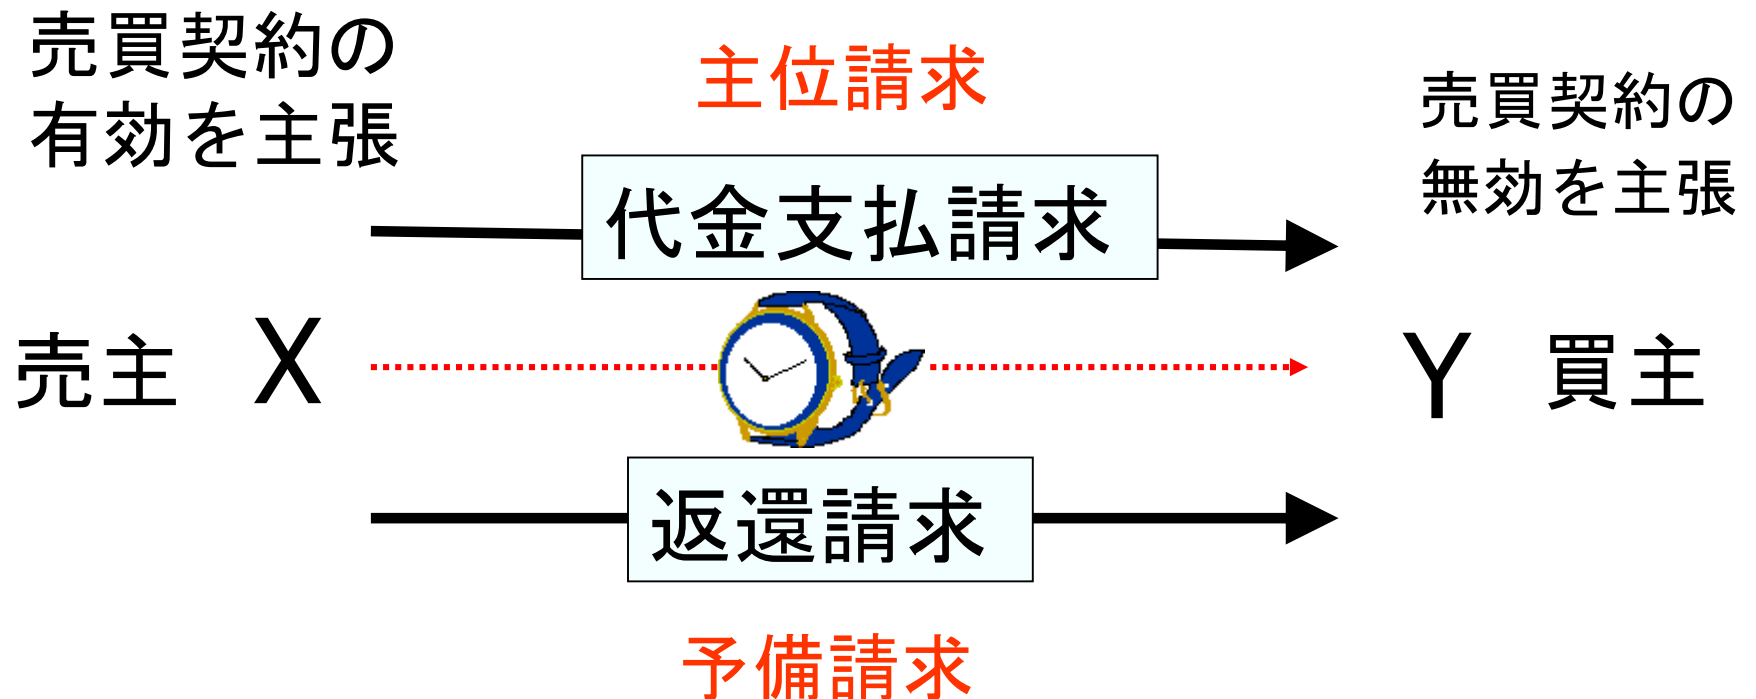 売買契約の
有効を主張
主位請求
売買契約の
無効を主張
代金支払請求
売主 X
Y 買主
返還請求
予備請求